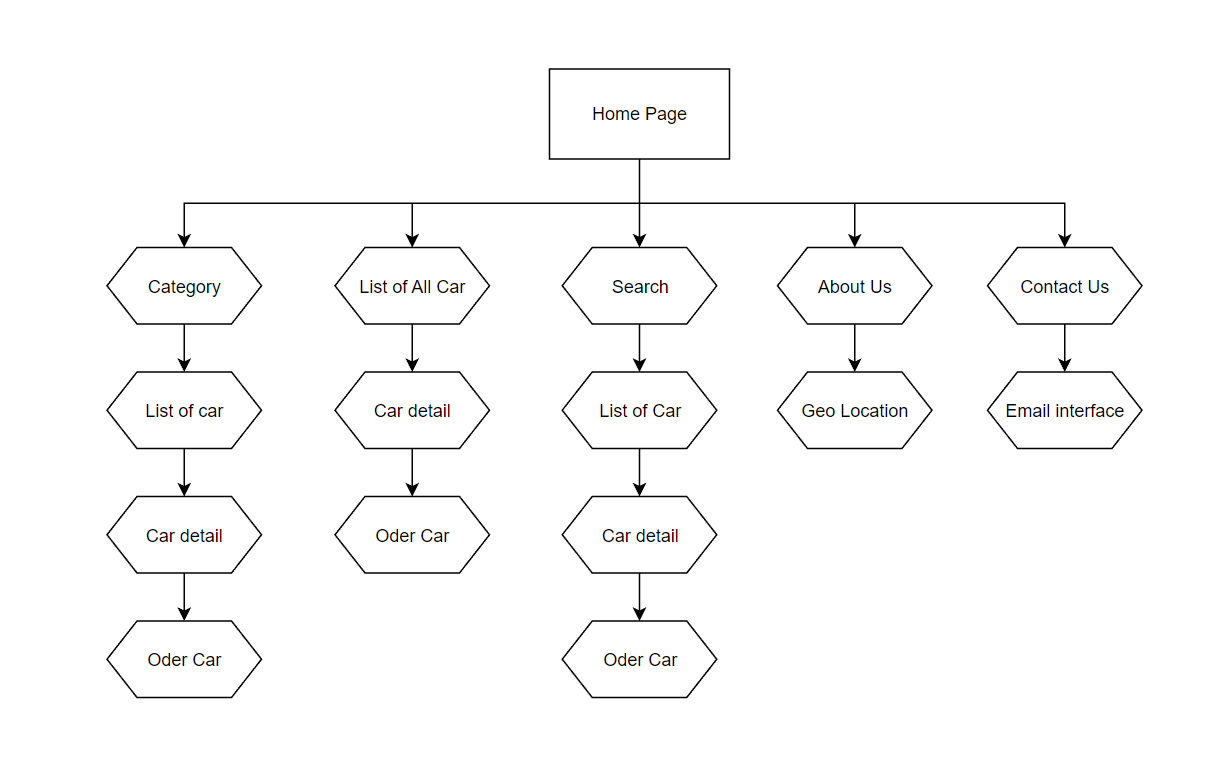 Home Page
Category
List of All Car
Search
About Us
Contact Us
List of car
Car detail
List of Car
Geo Location
Email interface
Car detail
Oder Car
Car detail
Oder Car
Oder Car